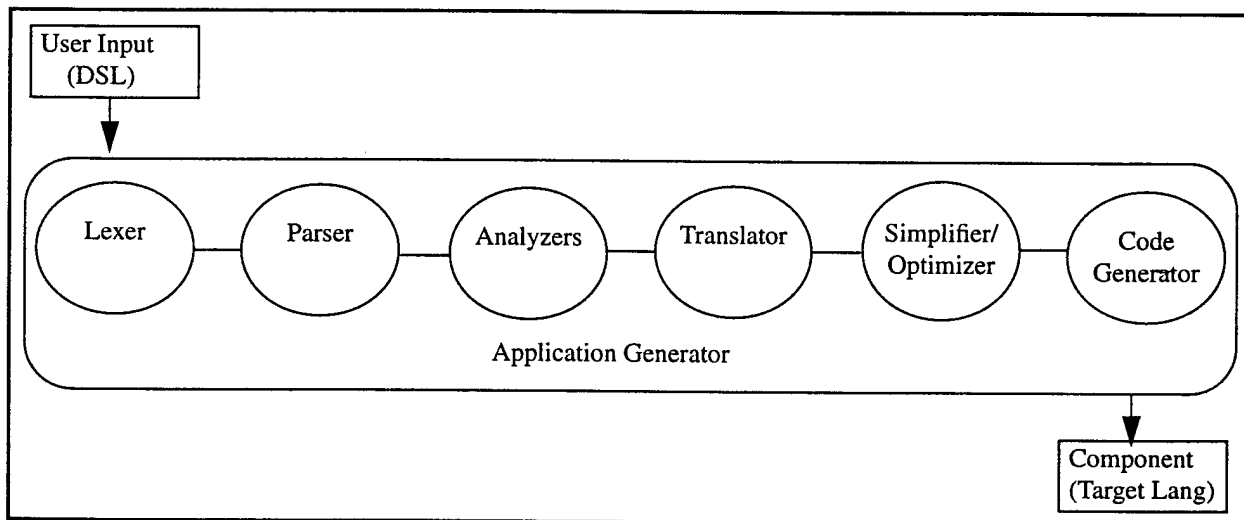 User Input
(DSL)
Lexer
Parser
Analyzers
Translator
Simplifier/
Optimizer
Code
Generator
Application Generator
Component
(Target Lang)